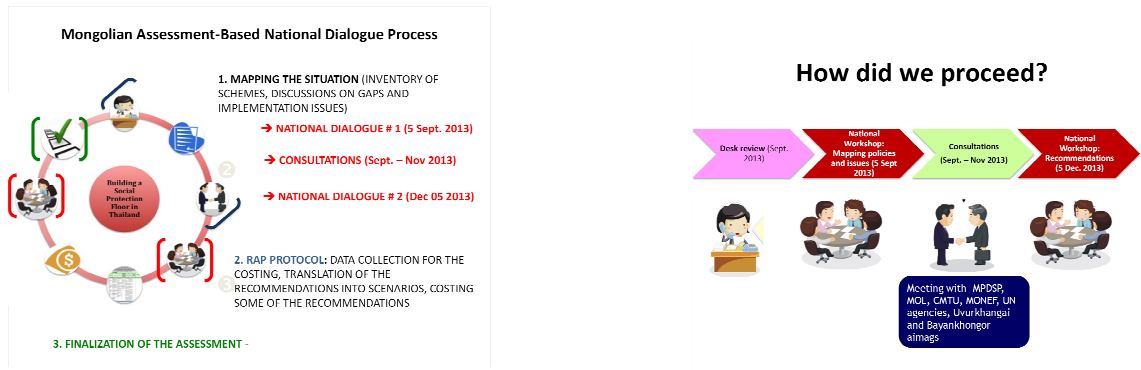 Mongolian Assessment-Based National Dialogue Process
1. MAPPING THE SITUATION (INVENTORY OF
SCHEMES, DISCUSSIONS ON GAPS AND
IMPLEMENTATION ISSUES)
➔ NATIONAL DIALOGUE # 1 (5 Sept. 2013)
➔ CONSULTATIONS (Sept. – Nov 2013)
2
➔ NATIONAL DIALOGUE # 2 (Dec 05 2013)
Building a
Social
Protection
Floor in
Thailand
2. RAP PROTOCOL: DATA COLLECTION FOR THE
COSTING, TRANSLATION OF THE
3
RECOMMENDATIONS INTO SCENARIOS, COSTING
SOME OF THE RECOMMENDATIONS
3. FINALIZATION OF THE ASSESSMENT -
How did we proceed?
Desk review (Sept.
2013)
National
Workshop:
Mapping policies
and issues (5 Sept
2013)
Consultations
(Sept. – Nov 2013)
National
Workshop:
Recommendations
(5 Dec. 2013)
Meeting with MPDSP,
MOL, CMTU, MONEF, UN
agencies, Uvurkhangai
and Bayankhongor
aimags